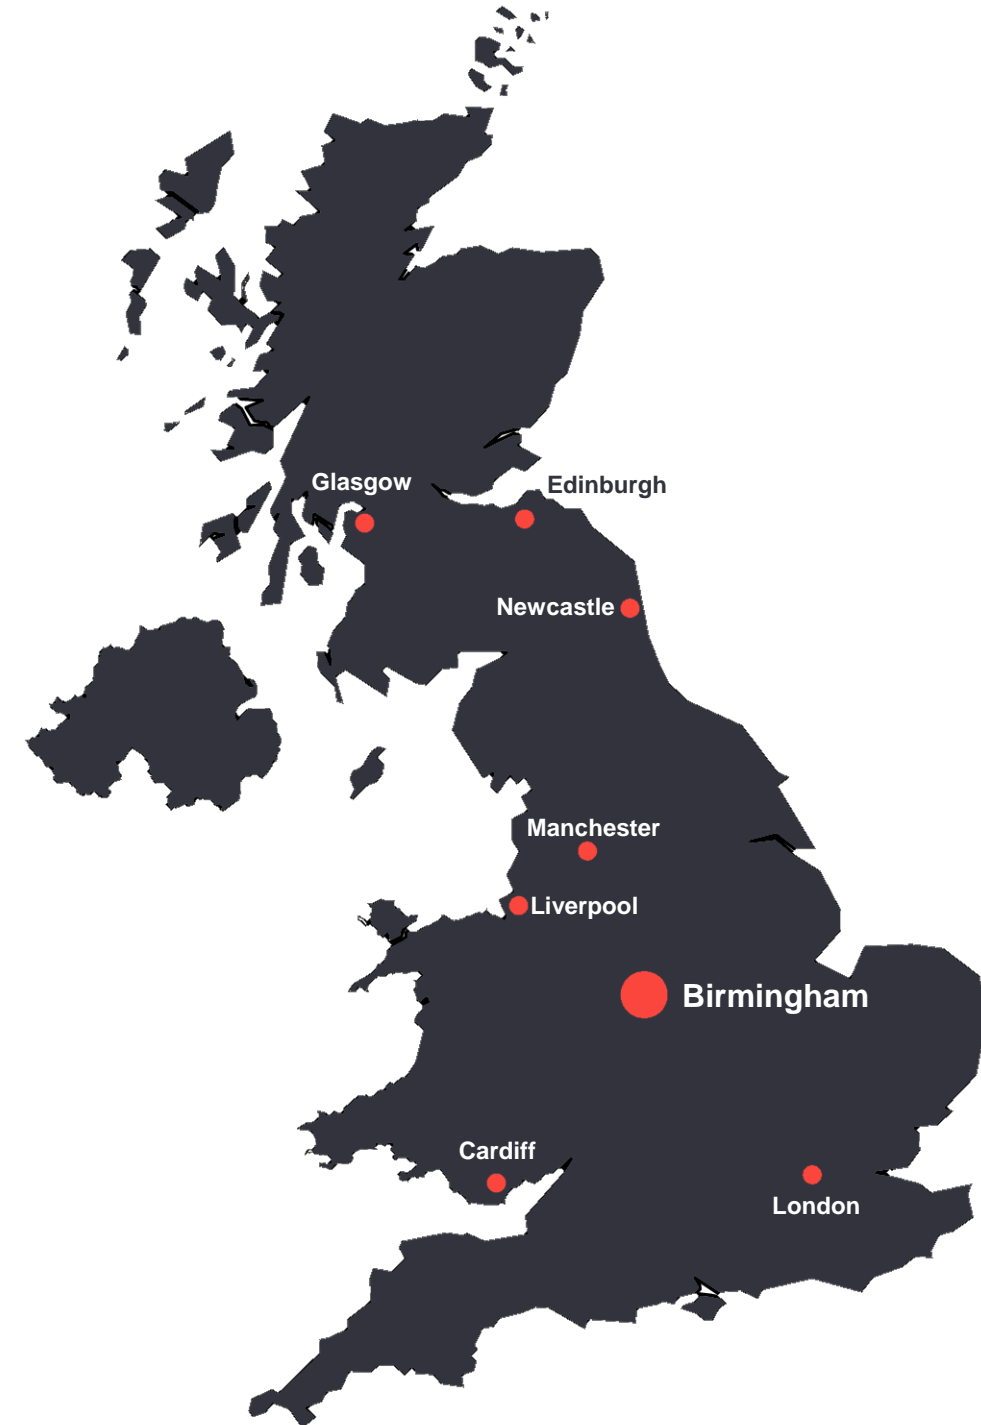 Glasgow
Edinburgh
Newcastle
Manchester
Liverpool
Birmingham
Cardiff
London